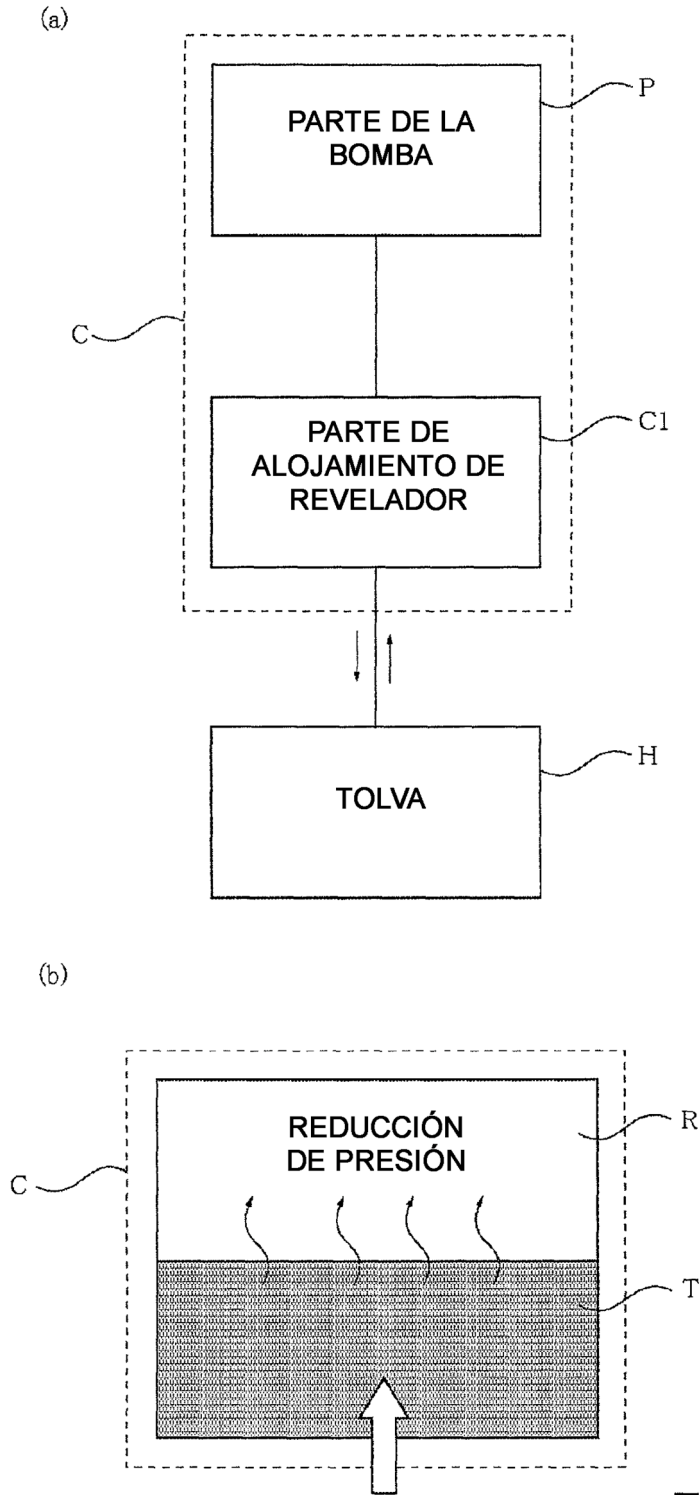 (a)
PARTE DE LA
BOMBA
P
C
PARTE DE
ALOJAMIENTO DE
REVELADOR
C1
TOLVA
H
(b)
REDUCCIÓN
DE PRESIÓN
R
C
T